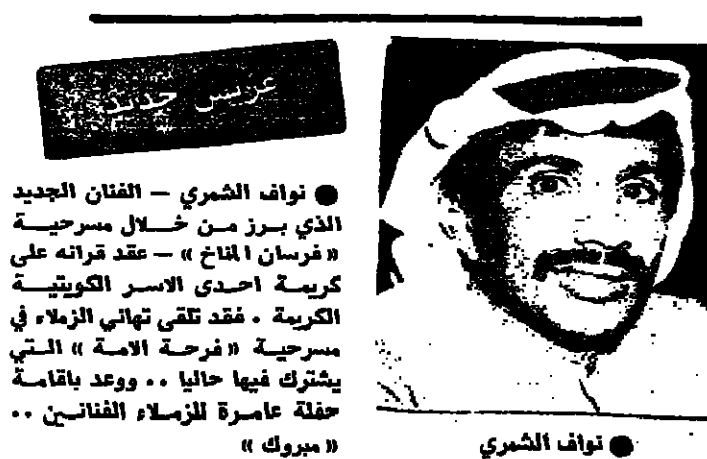 عريس جديد
● نواف الشمري — الفنان الجديد
الذي برز من خلال مسرحية
« فرسان المناخ » — عقد قرانه على
كريمة احدى الاسر الكويتية
الكريمة . فقد تلقى تهاني الزملاء في
مسرحية « فرحة الامة » التي
يشترك فيها حاليا .. ووعد باقامة
حفلة عامرة للزملاء الفنانين ..
« مبروك »
● نواف الشمري